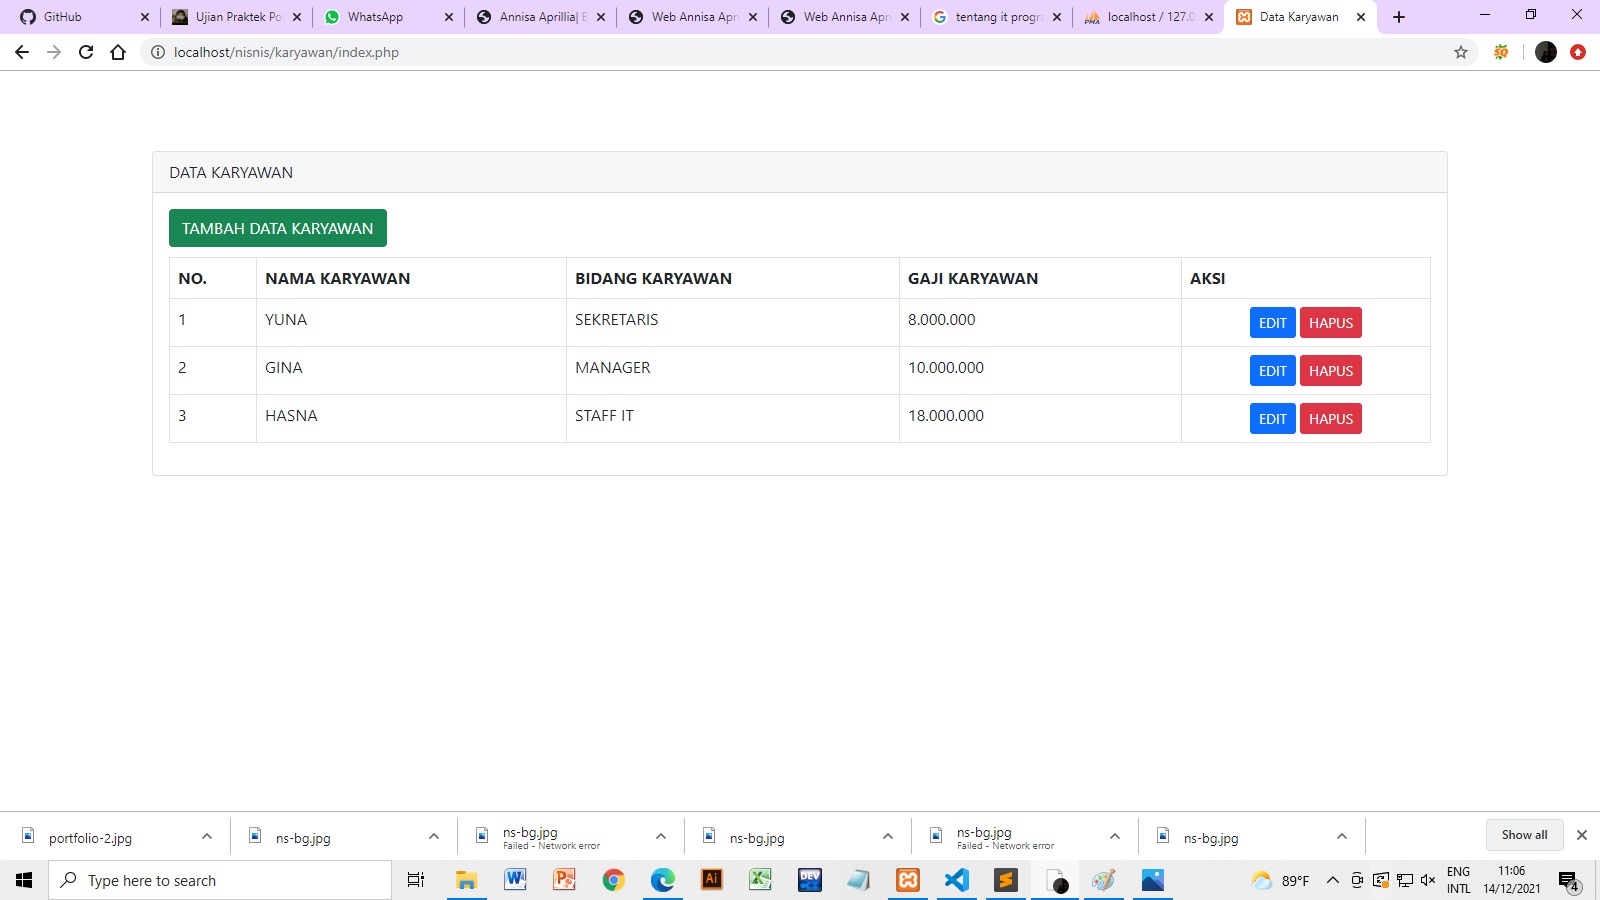 GitHub
Ujian Praktek Po
WhatsApp
Annisa Aprillia| B
Web Annisa Apr
Web Annisa Apr
tentang it progra
localhost / 127.0
Data Karyawan
localhost/nisnis/karyawan/index.php
DATA KARYAWAN
TAMBAH DATA KARYAWAN
NO. NAMA KARYAWAN BIDANG KARYAWAN GAJI KARYAWAN AKSI
1 YUNA SEKRETARIS 8.000.000 EDIT HAPUS
2 GINA MANAGER 10.000.000 EDIT HAPUS
3 HASNA STAFF IT 18.000.000 EDIT HAPUS
portfolio-2.jpg
ns-bg.jpg
ns-bg.jpg
Failed - Network error
ns-bg.jpg
ns-bg.jpg
Failed - Network error
ns-bg.jpg
Show all
Type here to search
89°F
ENG
INTL
11:06
14/12/2021
4